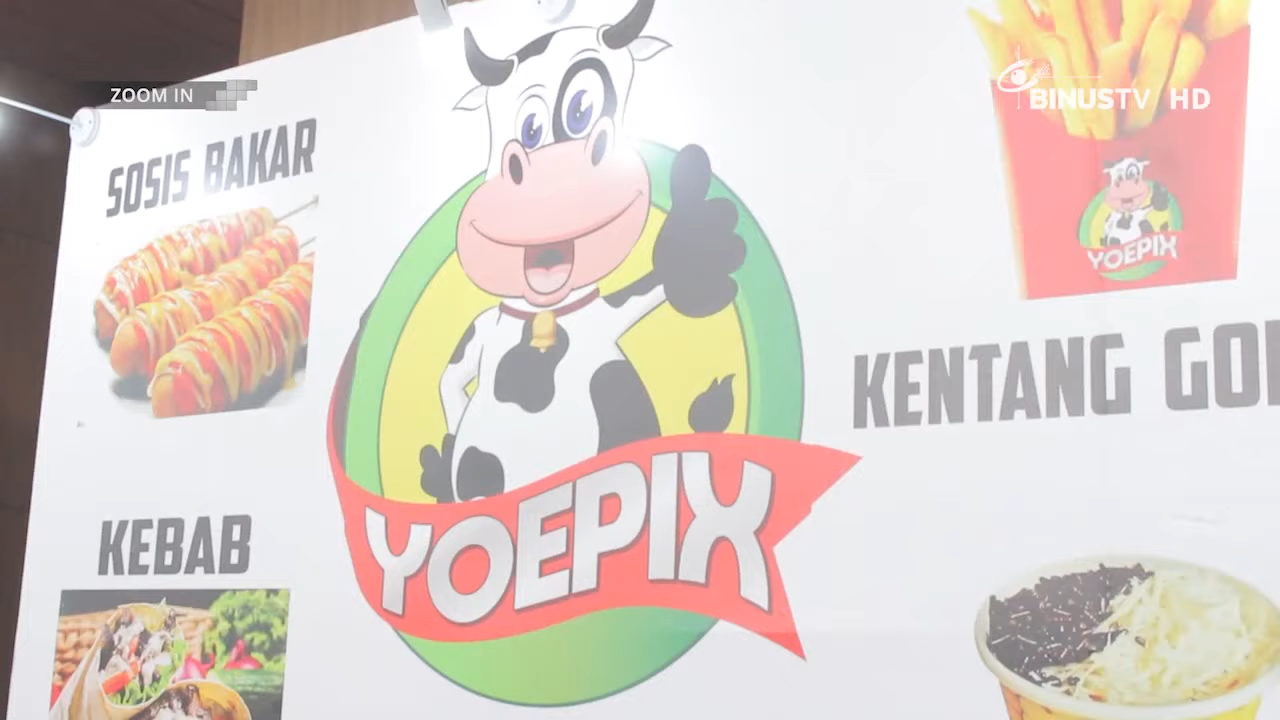 ZOOM IN
BINUSTV HD
SOSIS BAKAR
YOEPIX
KENTANG GO
KEBAB
YOEPIX